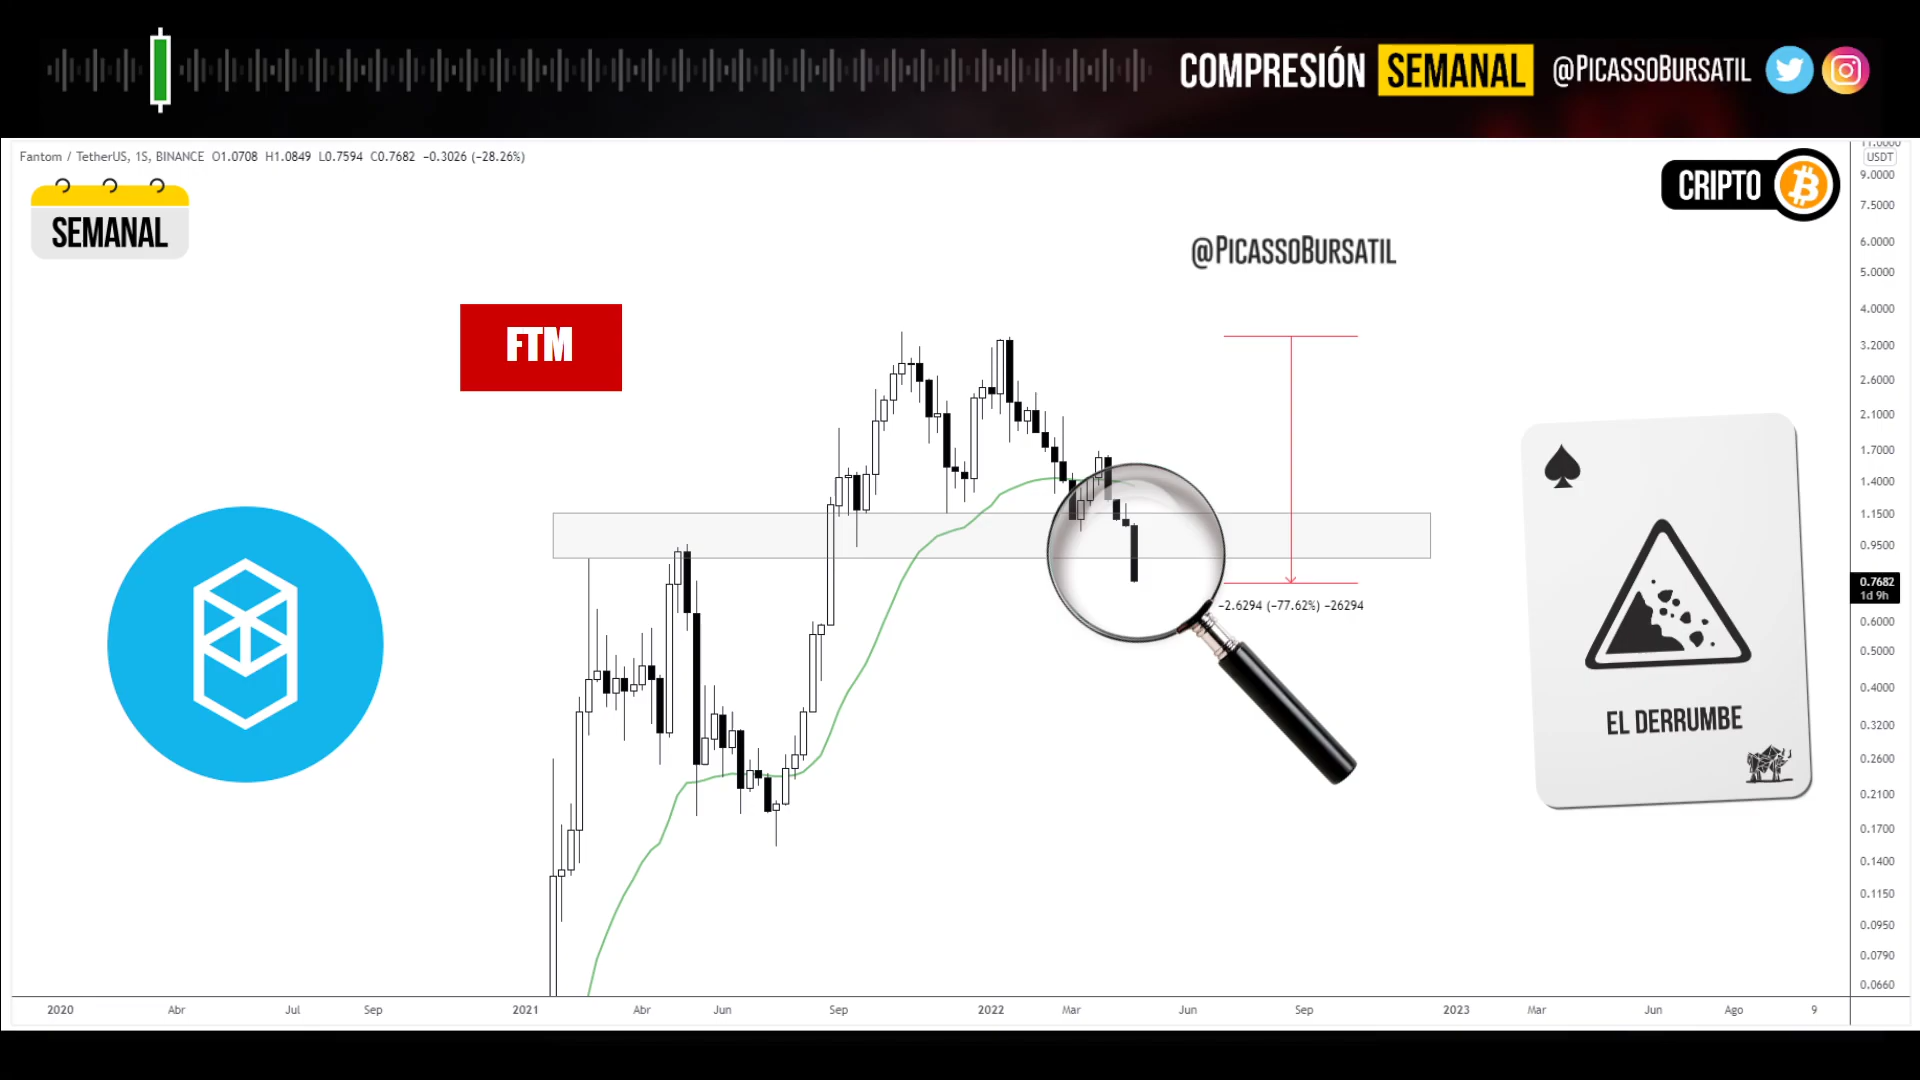 COMPRESIÓN SEMANAL @PICASSOBURSATIL
Fantom / TetherUS, 1S, BINANCE O1.0708 H1.0849 L0.7594 C0.7682 −0.3026 (−28.26%)
SEMANAL
CRIPTO
@PICASSOBURSATIL
FTM
-2.6294 (-77.62%) -26294
EL DERRUMBE
11.0000
USDT
9.0000
7.5000
6.0000
5.0000
4.0000
3.2000
2.6000
2.1000
1.7000
1.4000
1.1500
0.9500
0.7682
1d 9h
0.6000
0.5000
0.4000
0.3200
0.2600
0.2100
0.1700
0.1400
0.1150
0.0950
0.0790
0.0660
2020 Abr Jul Sep 2021 Abr Jun Sep 2022 Mar Jun Sep 2023 Mar Jun Ago 9